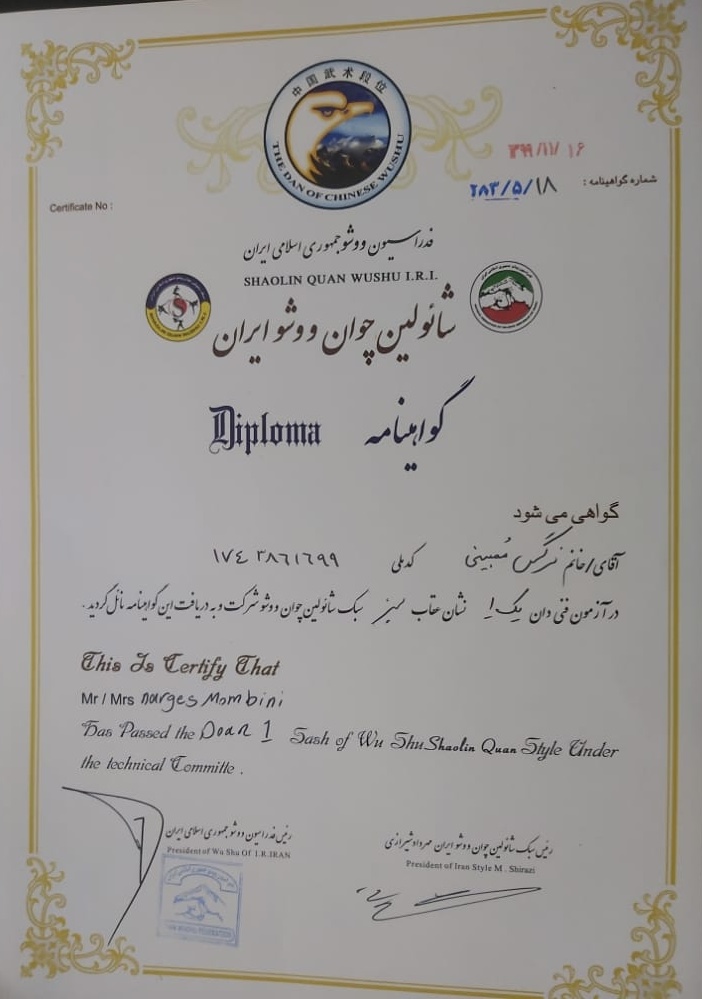 中国武术段位
THE DAN OF CHINESE WUSHU
۳۹۹/۱۱/۱۶
شماره گواهینامه : ۲۸۳/۵/۱۸
Certificate No :
فدراسیون ووشو جمهوری اسلامی ایران
SHAOLIN QUAN WUSHU I.R.I.
شائولین چوان ووشو ایران
Diploma گواهینامه
گواهی می شود
آقای/خانم نرگس ممبینی کدملی ۱۷٤۳۸٦۱٦۹۹
در آزمون فنی دان یک ۱ نشان عقاب سبز سبک شائولین چوان ووشو شرکت و به دریافت این گواهینامه نائل گردید .
This Is Certify That
Mr / Mrs narges Mombini
Has Passed the Doan 1 Sash of Wu Shu Shaolin Quan Style Under
the technical Committe .
رئیس فدراسیون ووشو جمهوری اسلامی ایران
President of Wu Shu Of I.R.IRAN
رئیس سبک شائولین چوان ووشو ایران مهرداد شیرازی
President of Iran Style M . Shirazi